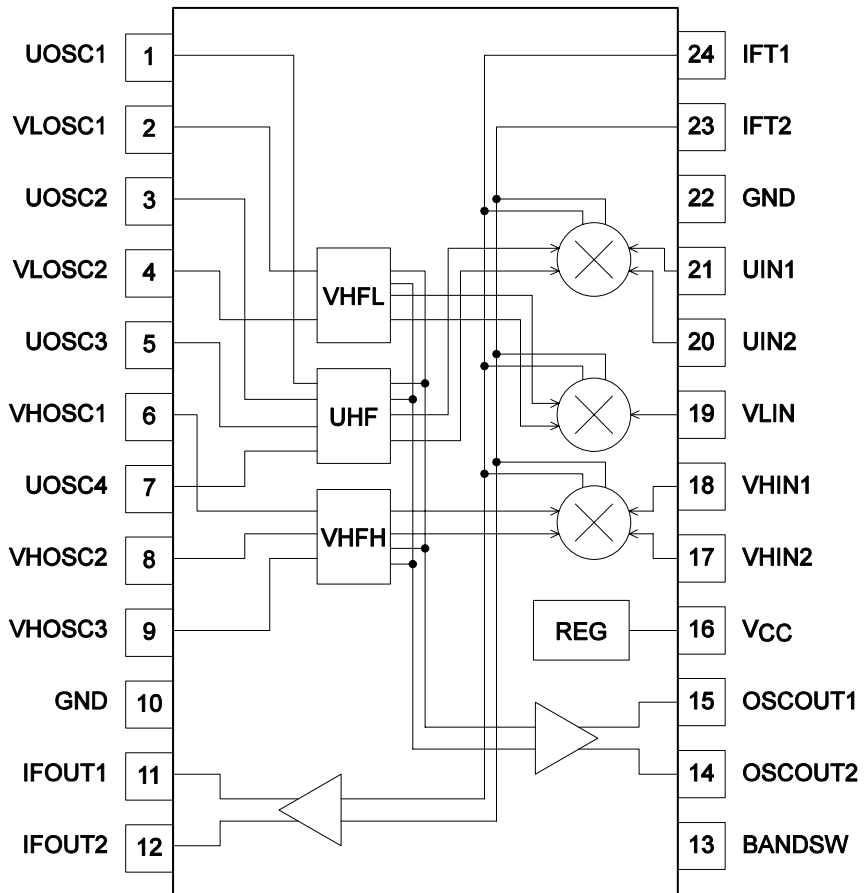 UOSC1 1
VLOSC1 2
UOSC2 3
VLOSC2 4
UOSC3 5
VHOSC1 6
UOSC4 7
VHOSC2 8
VHOSC3 9
GND 10
IFOUT1 11
IFOUT2 12
VHFL
UHF
VHFH
REG
24 IFT1
23 IFT2
22 GND
21 UIN1
20 UIN2
19 VLIN
18 VHIN1
17 VHIN2
16 VCC
15 OSCOUT1
14 OSCOUT2
13 BANDSW